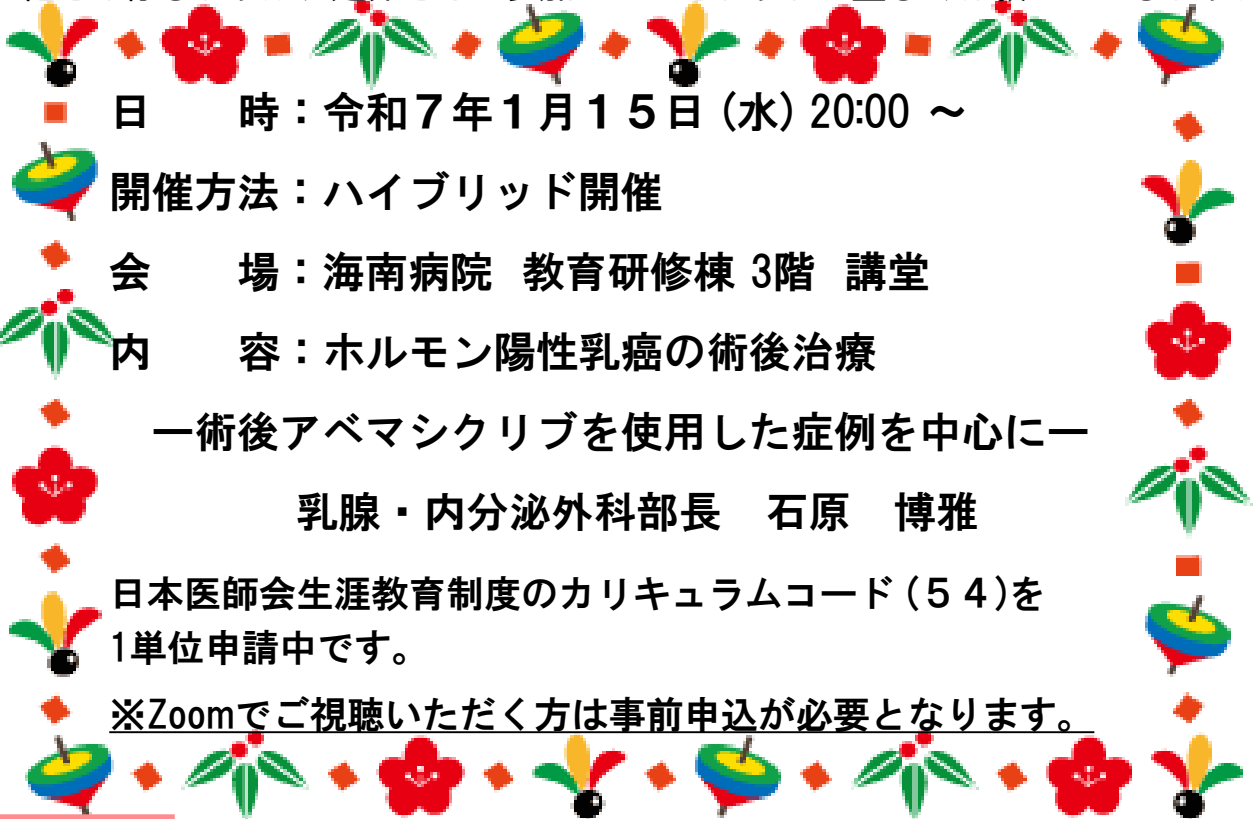 日　　時：令和７年１月１５日（水）20:00 ～
開催方法：ハイブリッド開催
会　　場：海南病院　教育研修棟 3階　講堂
内　　容：ホルモン陽性乳癌の術後治療
―術後アベマシクリブを使用した症例を中心に―
乳腺・内分泌外科部長　石原　博雅
日本医師会生涯教育制度のカリキュラムコード（５４）を
1単位申請中です。
※Zoomでご視聴いただく方は事前申込が必要となります。